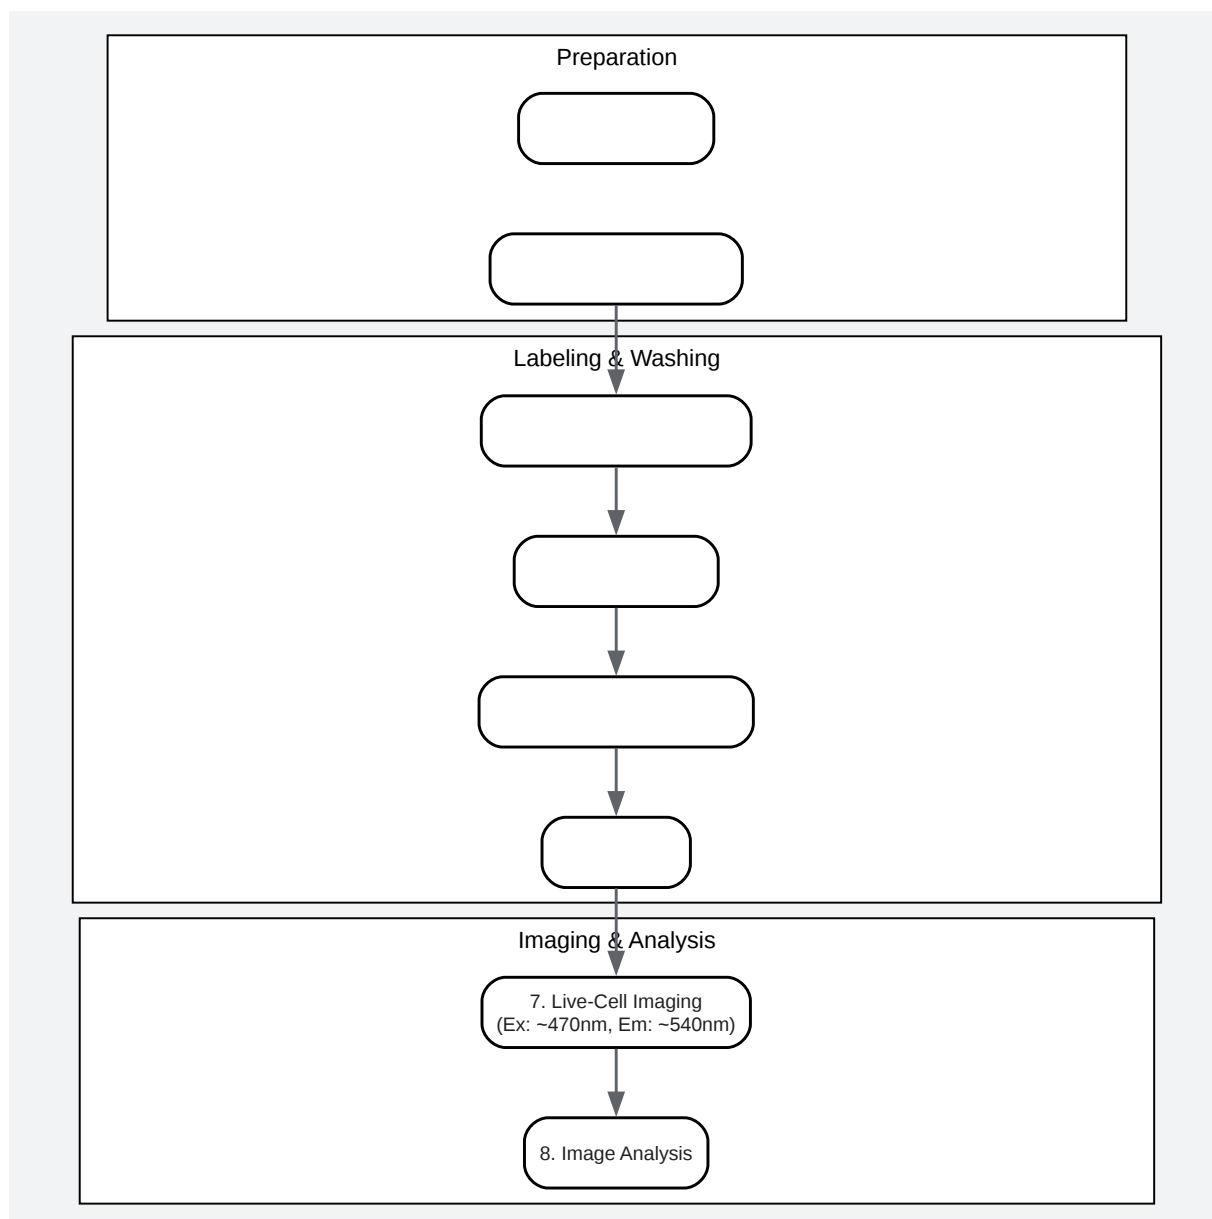 Preparation
Labeling & Washing
Imaging & Analysis
7. Live-Cell Imaging
(Ex: ~470nm, Em: ~540nm)
8. Image Analysis